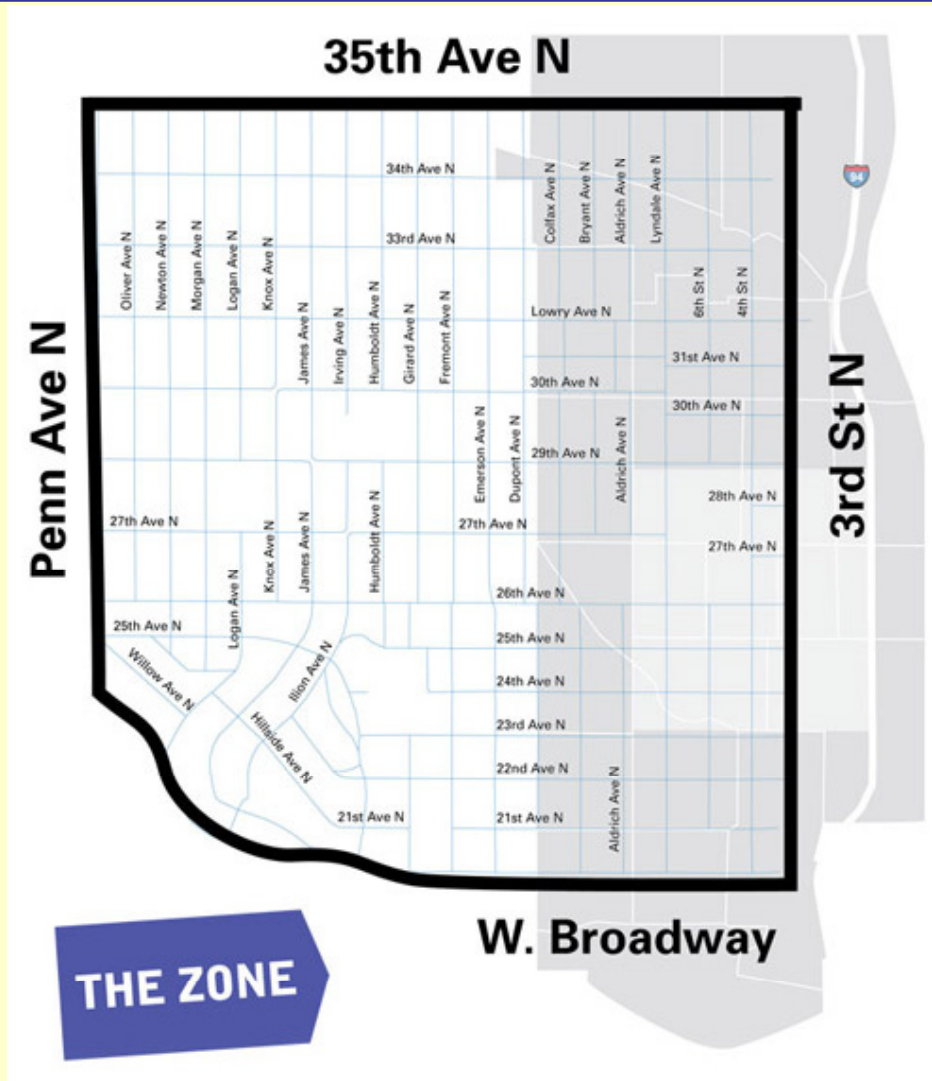 35th Ave N
34th Ave N
Colfax Ave N
Bryant Ave N
Aldrich Ave N
Lyndale Ave N
94
33rd Ave N
Oliver Ave N
Newton Ave N
Morgan Ave N
Logan Ave N
Knox Ave N
6th St N
4th St N
James Ave N
Irving Ave N
Humboldt Ave N
Girard Ave N
Fremont Ave N
Lowry Ave N
31st Ave N
30th Ave N
30th Ave N
Penn Ave N
3rd St N
Emerson Ave N
Dupont Ave N
29th Ave N
Aldrich Ave N
28th Ave N
27th Ave N
27th Ave N
27th Ave N
Knox Ave N
James Ave N
Humboldt Ave N
Logan Ave N
26th Ave N
25th Ave N
25th Ave N
Willow Ave N
Ilion Ave N
24th Ave N
Hillside Ave N
23rd Ave N
22nd Ave N
Aldrich Ave N
21st Ave N
21st Ave N
W. Broadway
THE ZONE